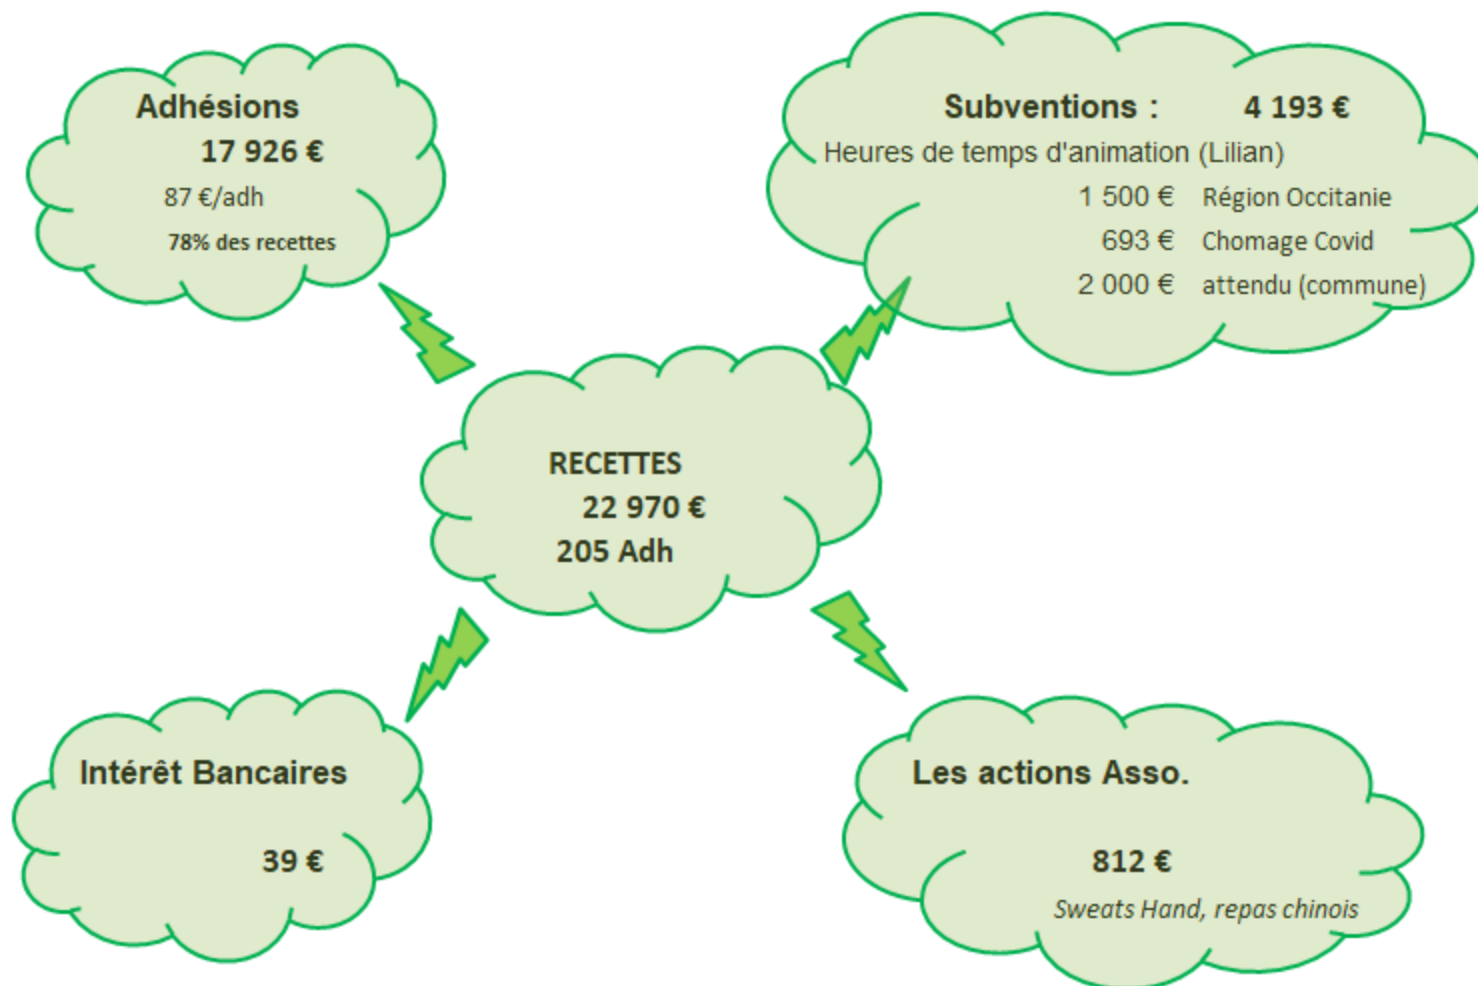 Adhésions
17 926 €
87 €/adh
78% des recettes
Subventions : 4 193 €
Heures de temps d'animation (Lilian)
1 500 € Région Occitanie
693 € Chomage Covid
2 000 € attendu (commune)
RECETTES
22 970 €
205 Adh
Intérêt Bancaires
39 €
Les actions Asso.
812 €
Sweats Hand, repas chinois